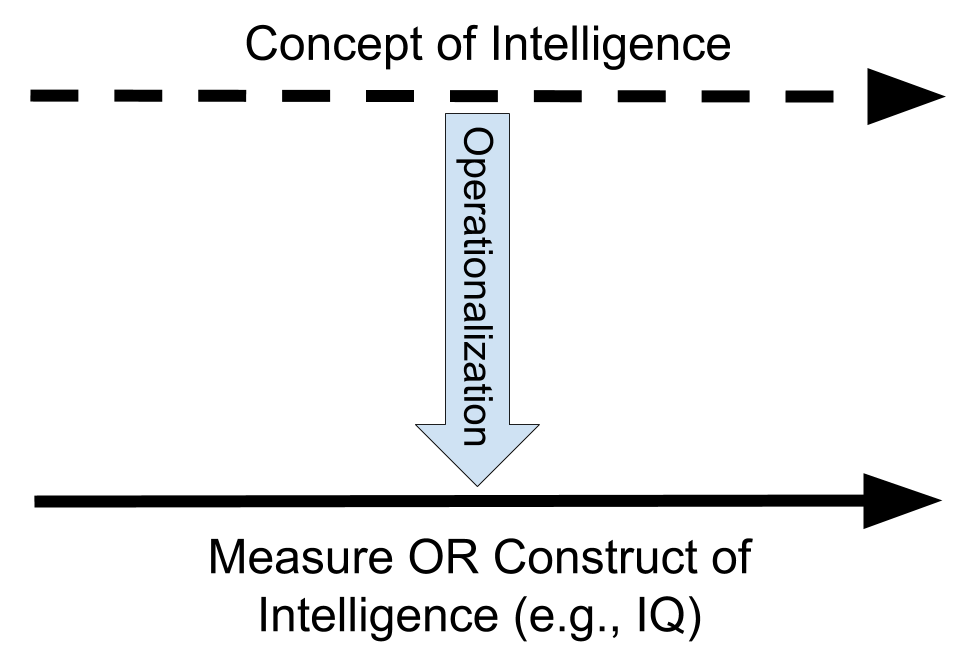 Concept of Intelligence
Operationalization
Measure OR Construct of
Intelligence (e.g., IQ)